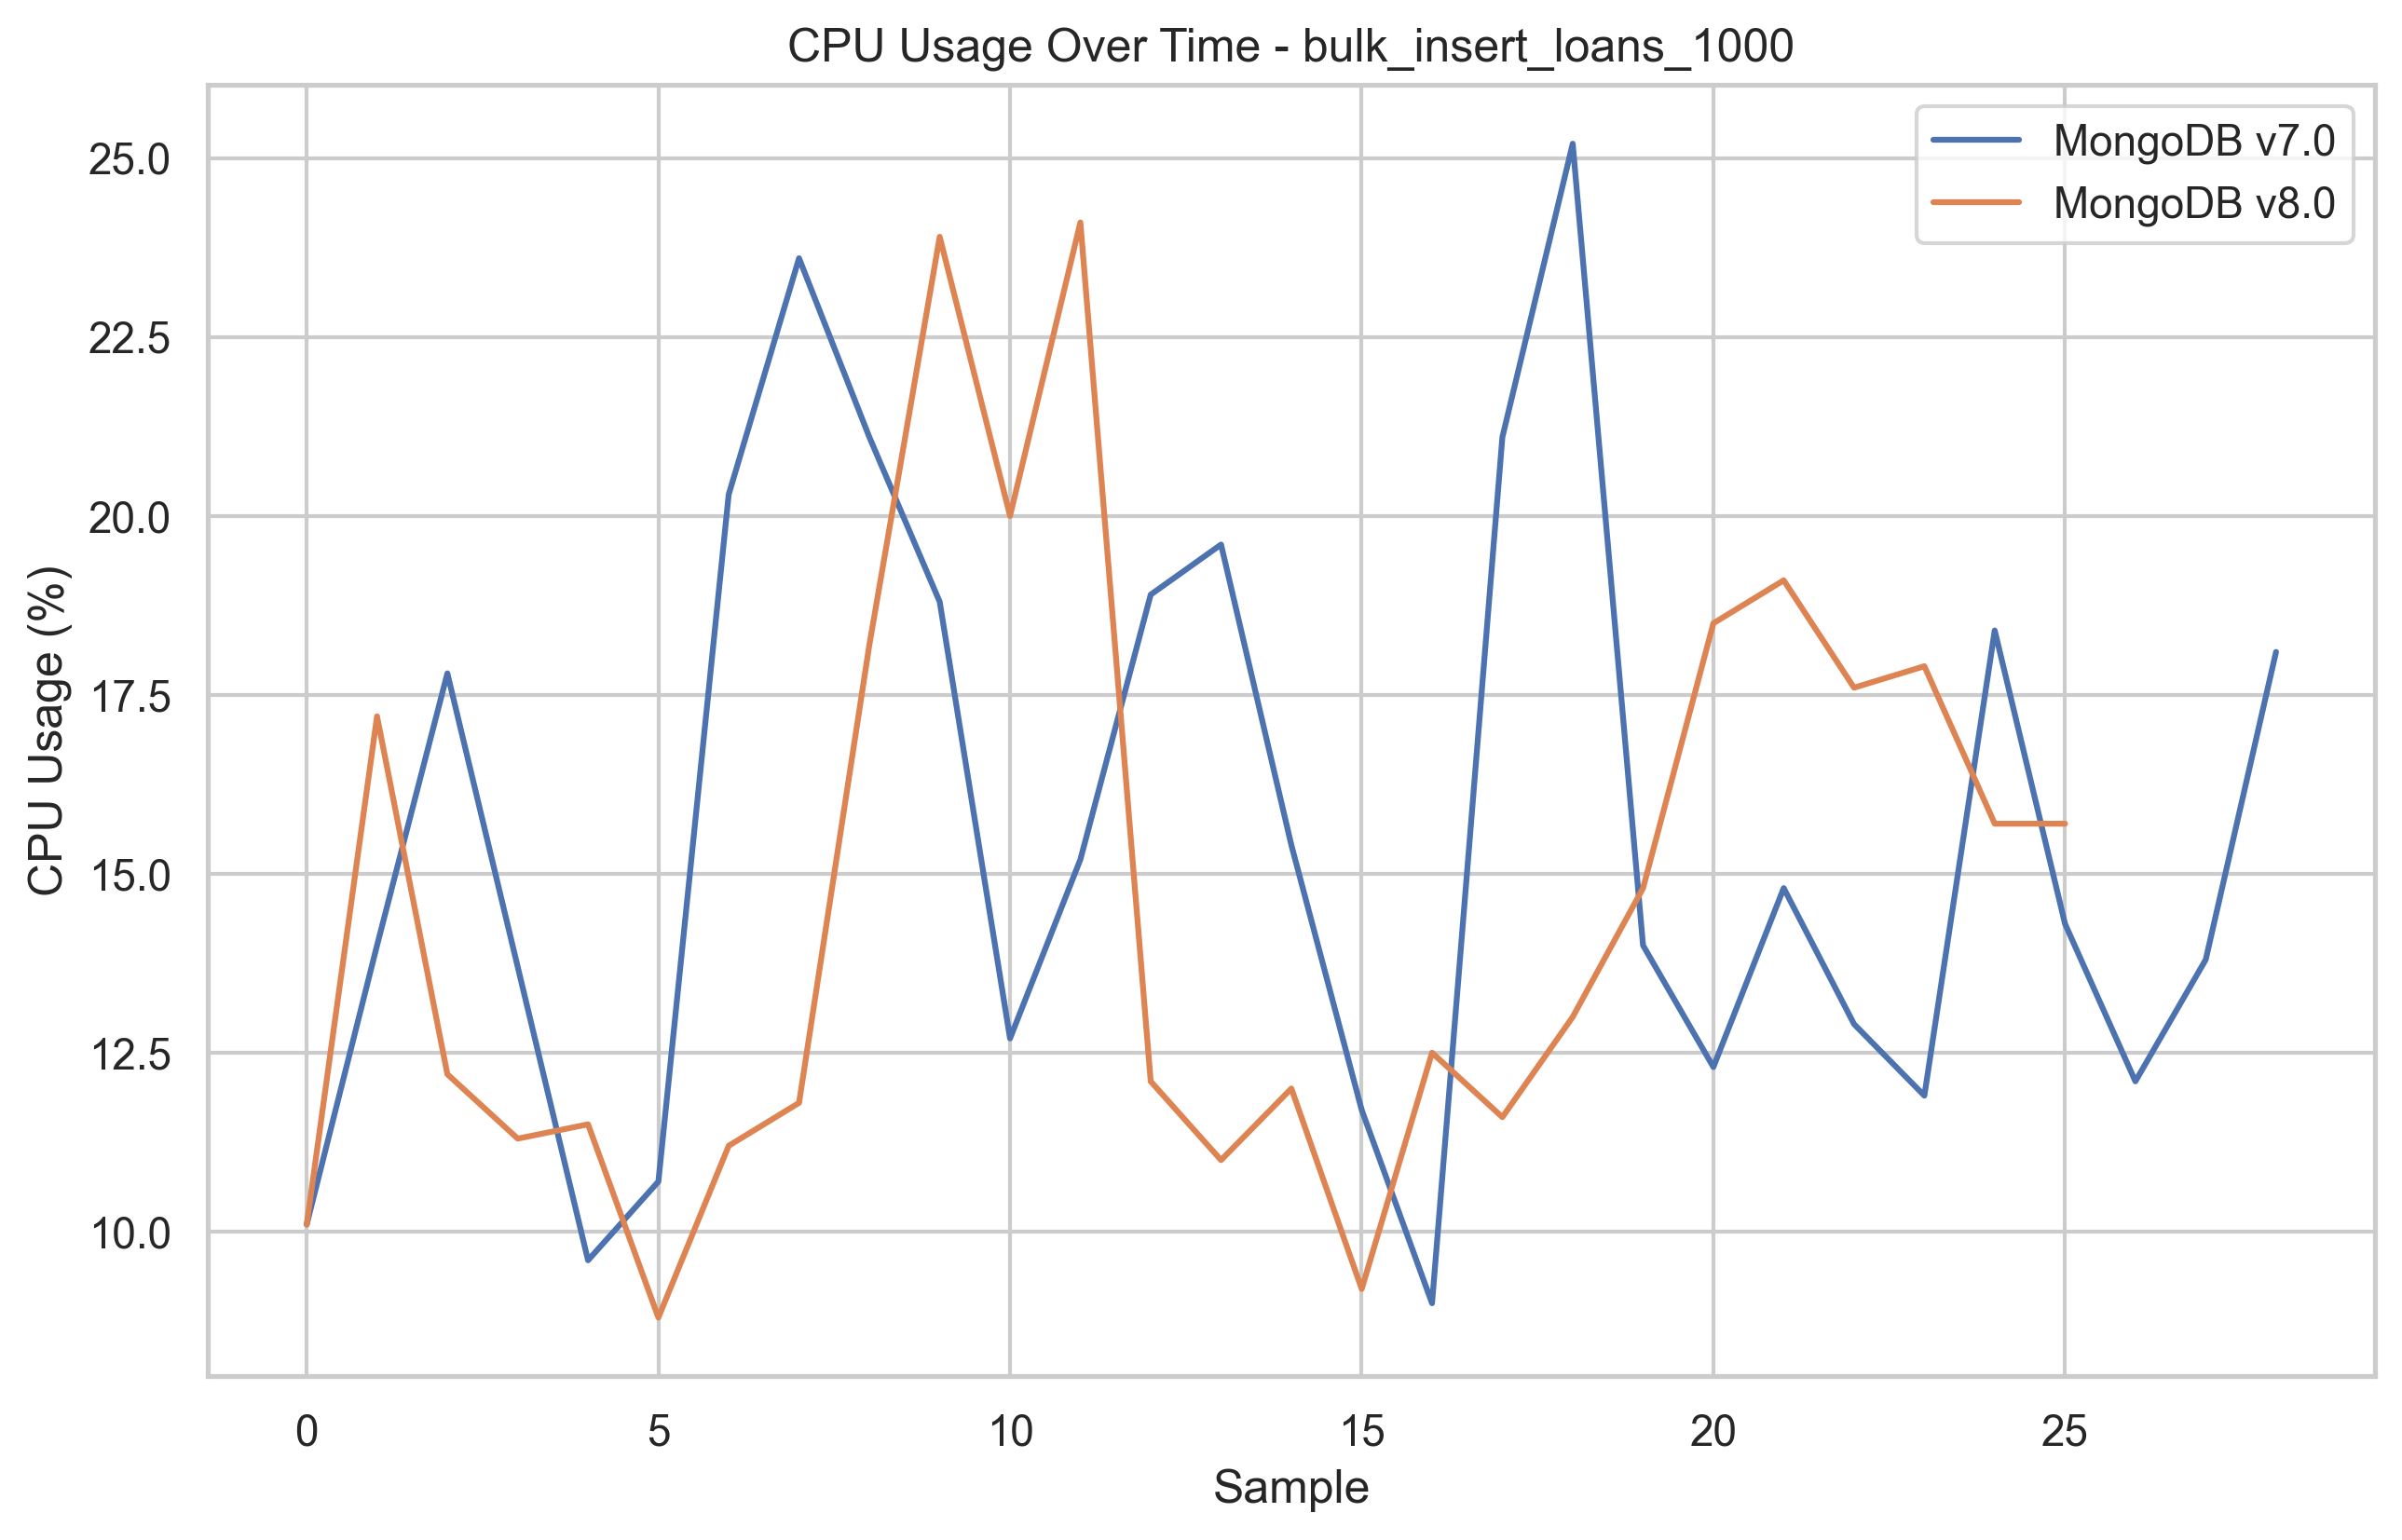 CPU Usage Over Time - bulk_insert_loans_1000
MongoDB v7.0
MongoDB v8.0
CPU Usage (%)
25.0
22.5
20.0
17.5
15.0
12.5
10.0
0 5 10 15 20 25
Sample